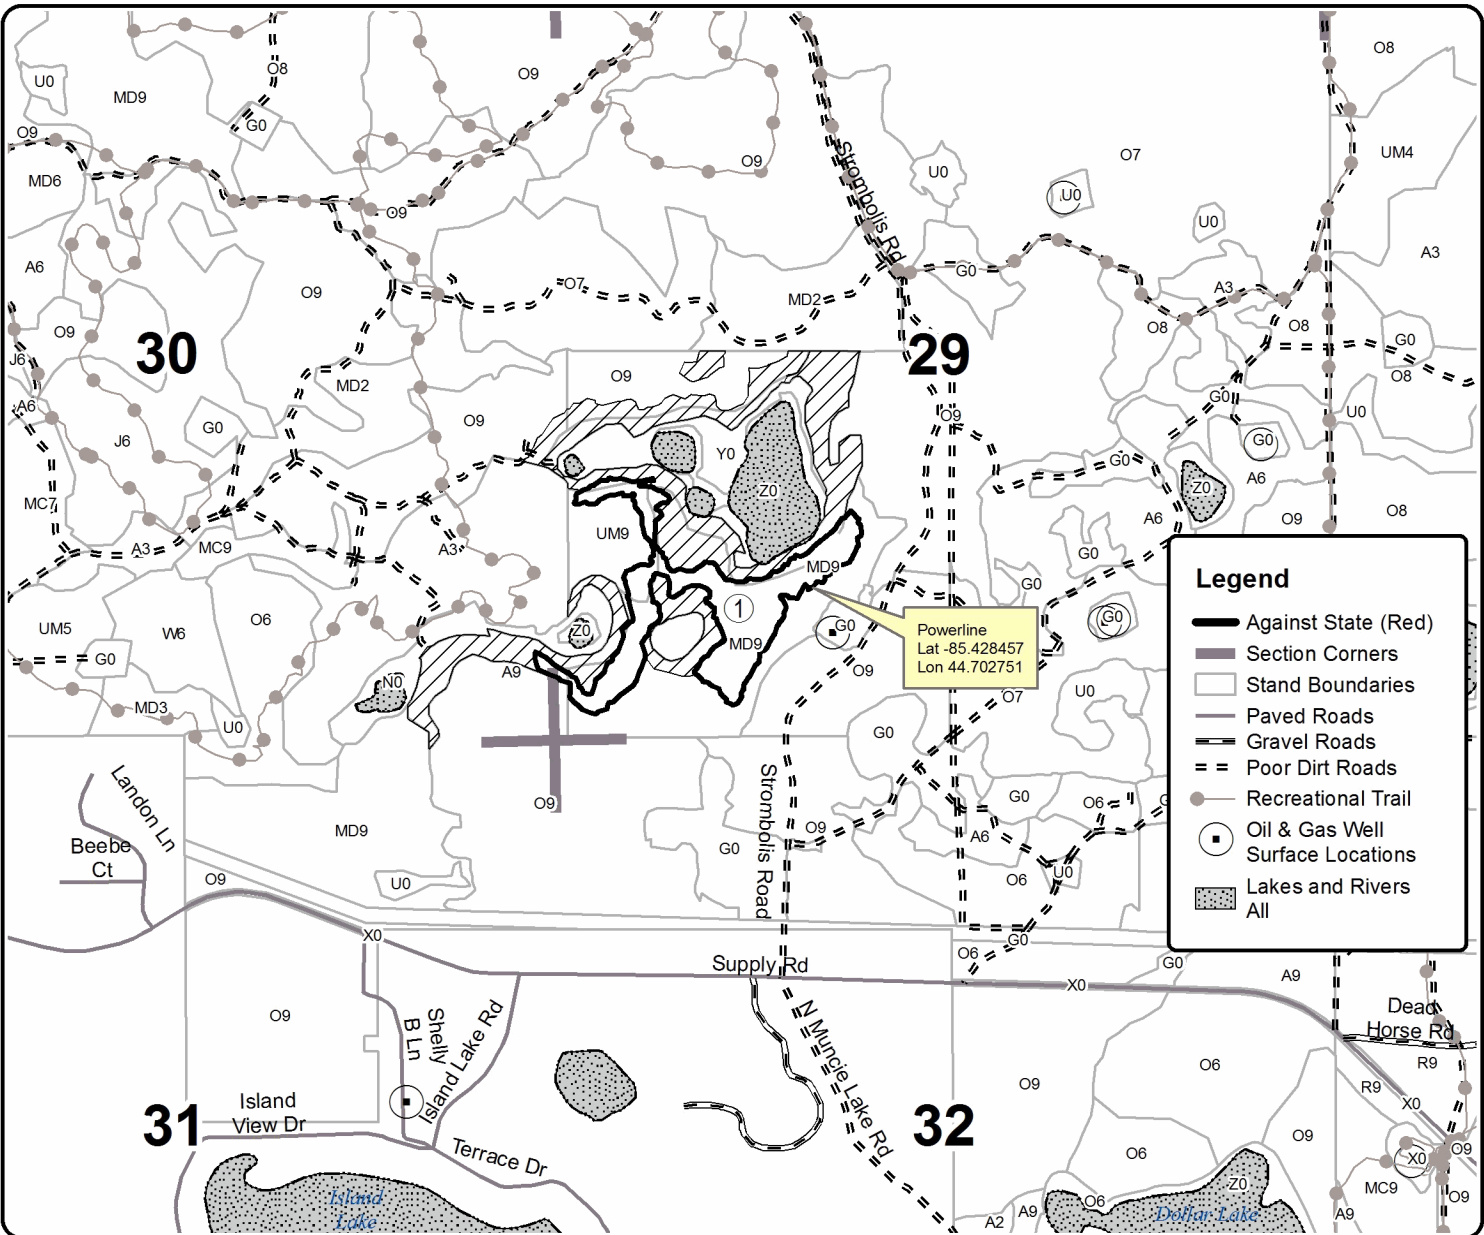 O8
O9
O8
U0
MD9
G0
O9
O9
UM4
O7
MD6
U0
U0
O9
Strombolis Rd
U0
A3
A6
G0
O9
O7
A3
MD2
O8
O8
O9
G0
J6
30
29
O9
O8
MD2
G0
A6
O9
U0
O9
G0
J6
G0
Y0
G0
A6
Z0
Z0
MC7
O8
A6
O9
UM9
A3
MC9
A3
G0
MD9
G0
1
G0
O6
UM5
W6
Z0
G0
MD9
G0
A9
O9
Powerline
Lat -85.428457
Lon 44.702751
N0
U0
O7
MD3
U0
G0
Legend
Against State (Red)
Section Corners
Stand Boundaries
Paved Roads
Gravel Roads
Poor Dirt Roads
Recreational Trail
Oil & Gas Well
Surface Locations
Lakes and Rivers
All
Landon Ln
Beebe
Ct
Strombolis Road
O9
MD9
O9
G0
G0
O6
G
A6
U0
O9
U0
O6
X0
G0
O6
Supply Rd
G0
A9
X0
O9
Shelly
B Ln
Island Lake Rd
N Muncie Lake Rd
Dead
Horse Rd
O6
R9
O9
R9
X0
Island
View Dr
31
32
Terrace Dr
O9
O6
O9
X0
Z0
MC9
O9
O6
Island
Lake
A9
A2
Dollar Lake
A9